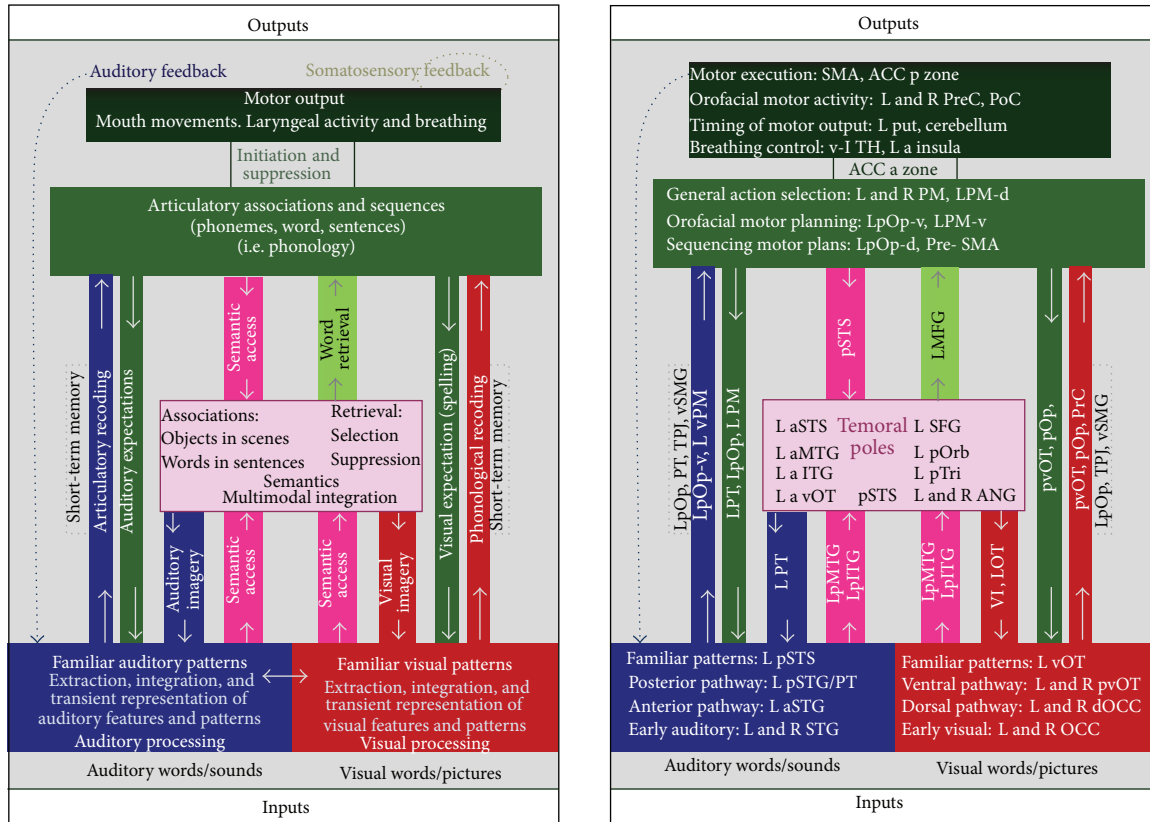 Outputs
Auditory feedback
Somatosensory feedback
Motor output
Mouth movements. Laryngeal activity and breathing
Initiation and
suppression
Articulatory associations and sequences
(phonemes, word, sentences)
(i.e. phonology)
Short-term memory
Articulatory recoding
Auditory expectations
Semantic
access
Word
retrieval
Visual expectation (spelling)
Phonological recoding
Short-term memory
Associations:
Objects in scenes
Words in sentences
Retrieval:
Selection
Suppression
Semantics
Multimodal integration
Auditory
imagery
Semantic
access
Semantic
access
Visual
imagery
Familiar auditory patterns
Extraction, integration, and
transient representation of
auditory features and patterns
Auditory processing
Familiar visual patterns
Extraction, integration, and
transient representation of
visual features and patterns
Visual processing
Auditory words/sounds
Visual words/pictures
Inputs
Outputs
Motor execution: SMA, ACC p zone
Orofacial motor activity: L and R PreC, PoC
Timing of motor output: L put, cerebellum
Breathing control: v-I TH, L a insula
ACC a zone
General action selection: L and R PM, LPM-d
Orofacial motor planning: LpOp-v, LPM-v
Sequencing motor plans: LpOp-d, Pre- SMA
LpOp, PT, TPJ, vSMG
LpOp-v, L vPM
LPT, LpOp, L PM
pSTS
LMFG
pvOT, pOp,
pvOT, pOp, PrC
LpOp, TPJ, vSMG
L aSTS
L aMTG
L a ITG
L a vOT
Temoral
poles
pSTS
L SFG
L pOrb
L pTri
L and R ANG
L PT
LpMTG
LpITG
LpMTG
LpITG
VI, LOT
Familiar patterns: L pSTS
Posterior pathway: L pSTG/PT
Anterior pathway: L aSTG
Early auditory: L and R STG
Familiar patterns: L vOT
Ventral pathway: L and R pvOT
Dorsal pathway: L and R dOCC
Early visual: L and R OCC
Auditory words/sounds
Visual words/pictures
Inputs